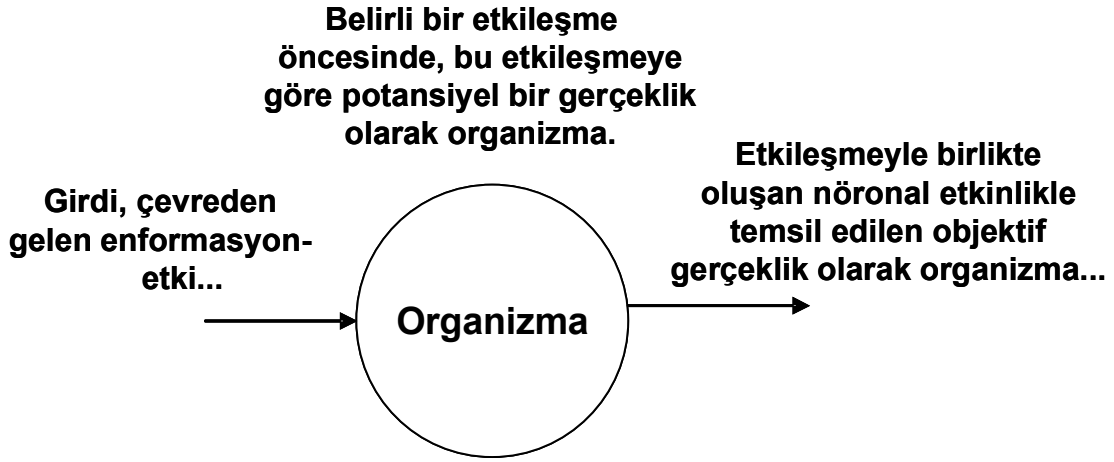 Belirli bir etkileşme
öncesinde, bu etkileşmeye
göre potansiyel bir gerçeklik
olarak organizma.
Girdi, çevreden
gelen enformasyon-
etki...
Organizma
Etkileşmeyle birlikte
oluşan nöronal etkinlikle
temsil edilen objektif
gerçeklik olarak organizma...